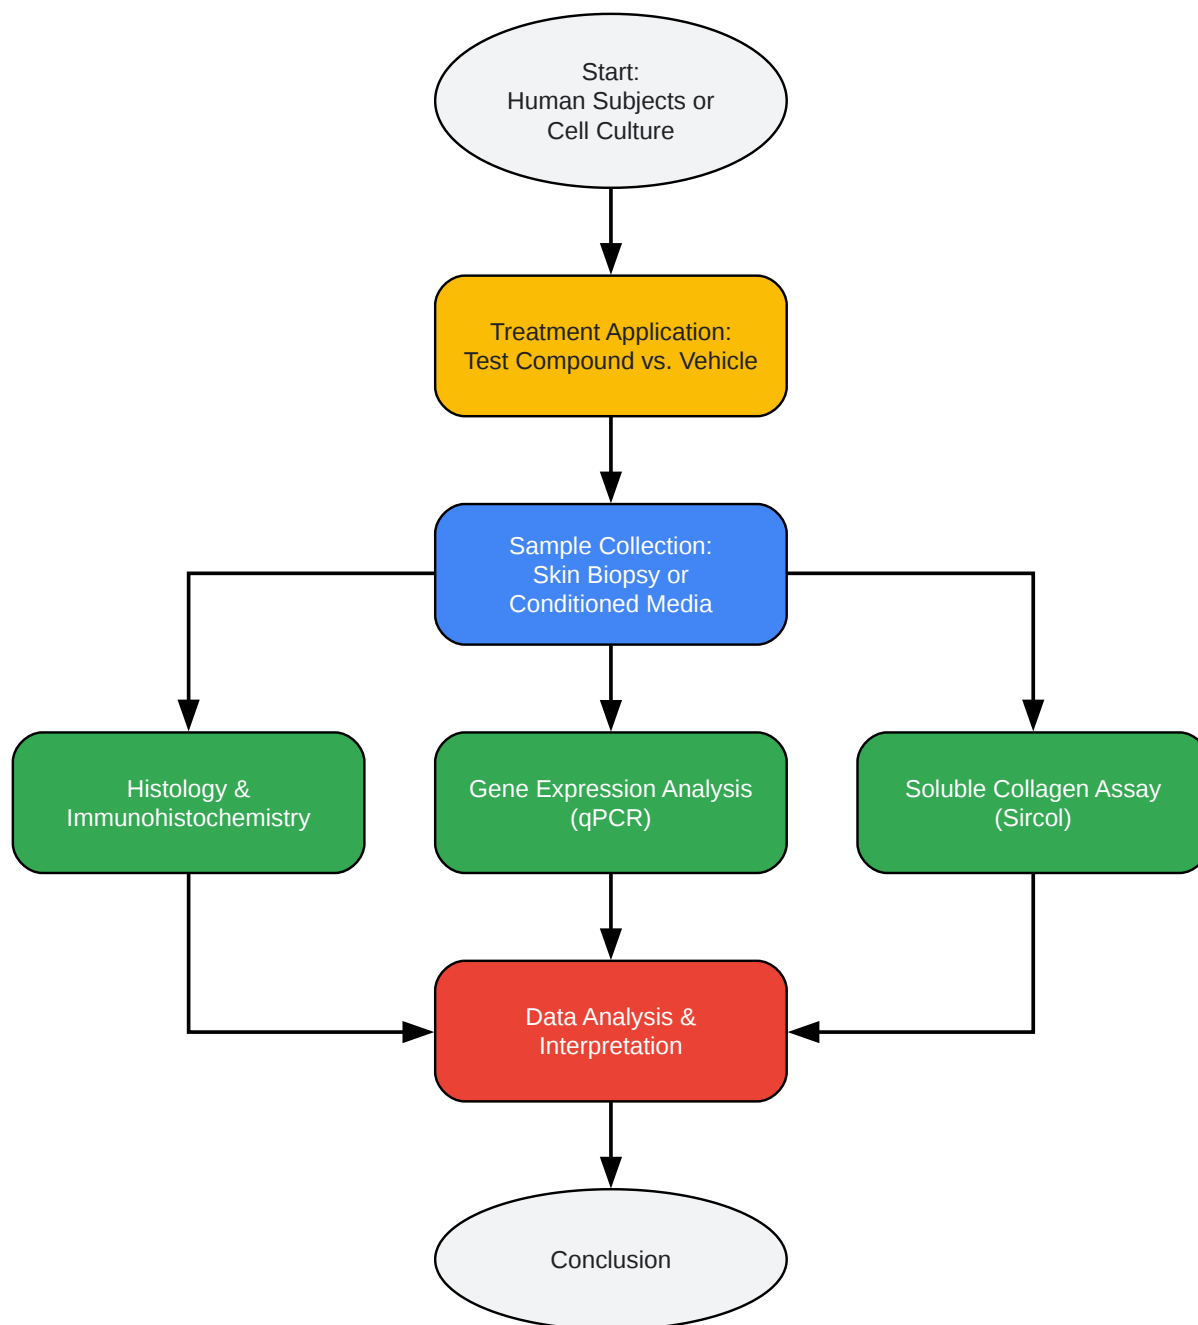 Start:
Human Subjects or
Cell Culture
Treatment Application:
Test Compound vs. Vehicle
Sample Collection:
Skin Biopsy or
Conditioned Media
Histology &
Immunohistochemistry
Gene Expression Analysis
(qPCR)
Soluble Collagen Assay
(Sircol)
Data Analysis &
Interpretation
Conclusion